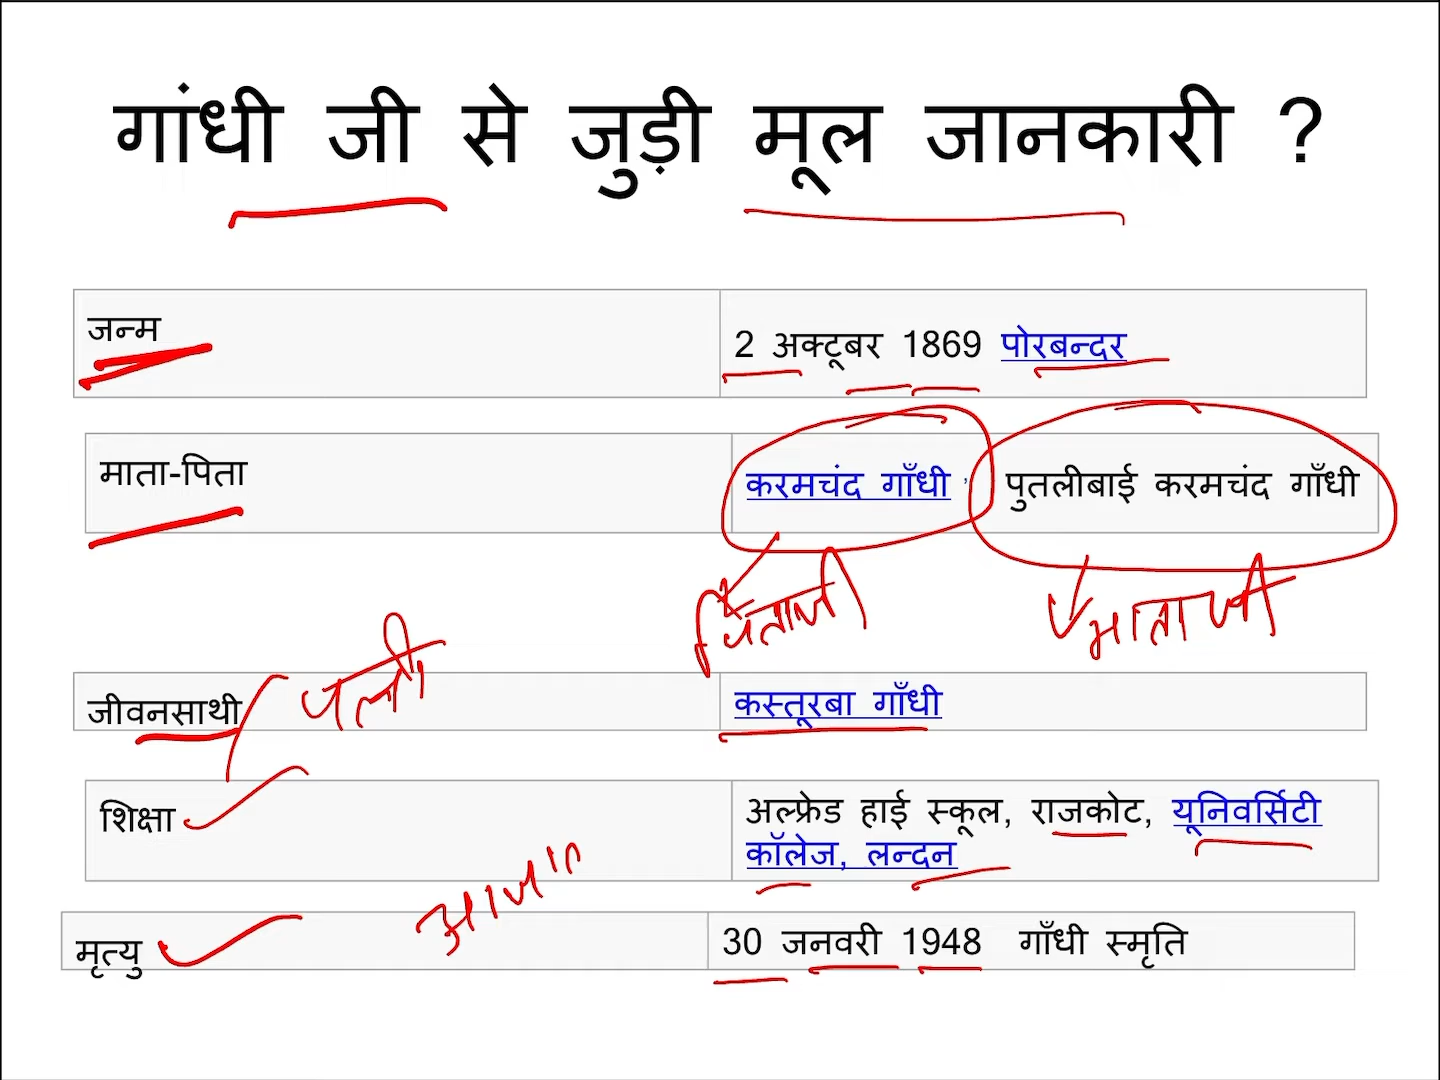 गांधी जी से जुड़ी मूल जानकारी ?
जन्म
2 अक्टूबर 1869 पोरबन्दर
माता-पिता
करमचंद गाँधी, पुतलीबाई करमचंद गाँधी
पिताजी
माता जी
जीवनसाथी
पत्नी
कस्तूरबा गाँधी
शिक्षा
अल्फ्रेड हाई स्कूल, राजकोट, यूनिवर्सिटी
कॉलेज, लन्दन
मृत्यु
30 जनवरी 1948 गाँधी स्मृति